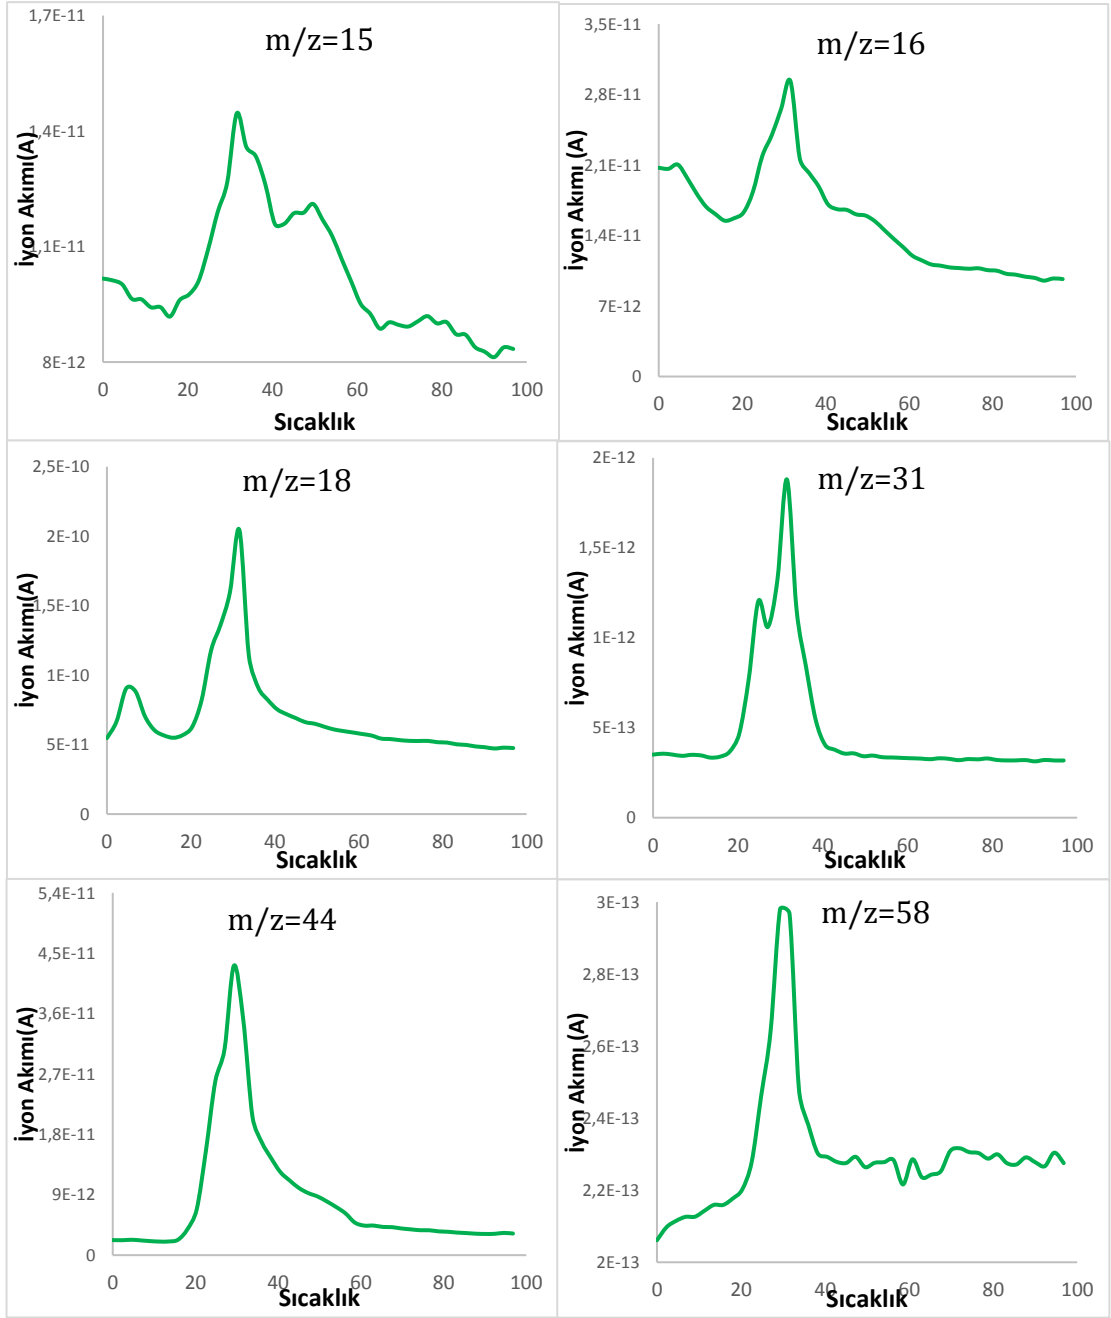 m/z=15
İyon Akımı(A)
1,7E-11
1,4E-11
1,1E-11
8E-12
0 20 40 60 80 100
Sıcaklık
m/z=16
İyon Akımı (A)
3,5E-11
2,8E-11
2,1E-11
1,4E-11
7E-12
0
0 20 40 60 80 100
Sıcaklık
m/z=18
İyon Akımı(A)
2,5E-10
2E-10
1,5E-10
1E-10
5E-11
0
0 20 40 60 80 100
Sıcaklık
m/z=31
İyon Akımı(A)
2E-12
1,5E-12
1E-12
5E-13
0
0 20 40 60 80 100
Sıcaklık
m/z=44
İyon Akımı(A)
5,4E-11
4,5E-11
3,6E-11
2,7E-11
1,8E-11
9E-12
0
0 20 40 60 80 100
Sıcaklık
m/z=58
İyon Akımı (A)
3E-13
2,8E-13
2,6E-13
2,4E-13
2,2E-13
2E-13
0 20 40 60 80 100
Sıcaklık